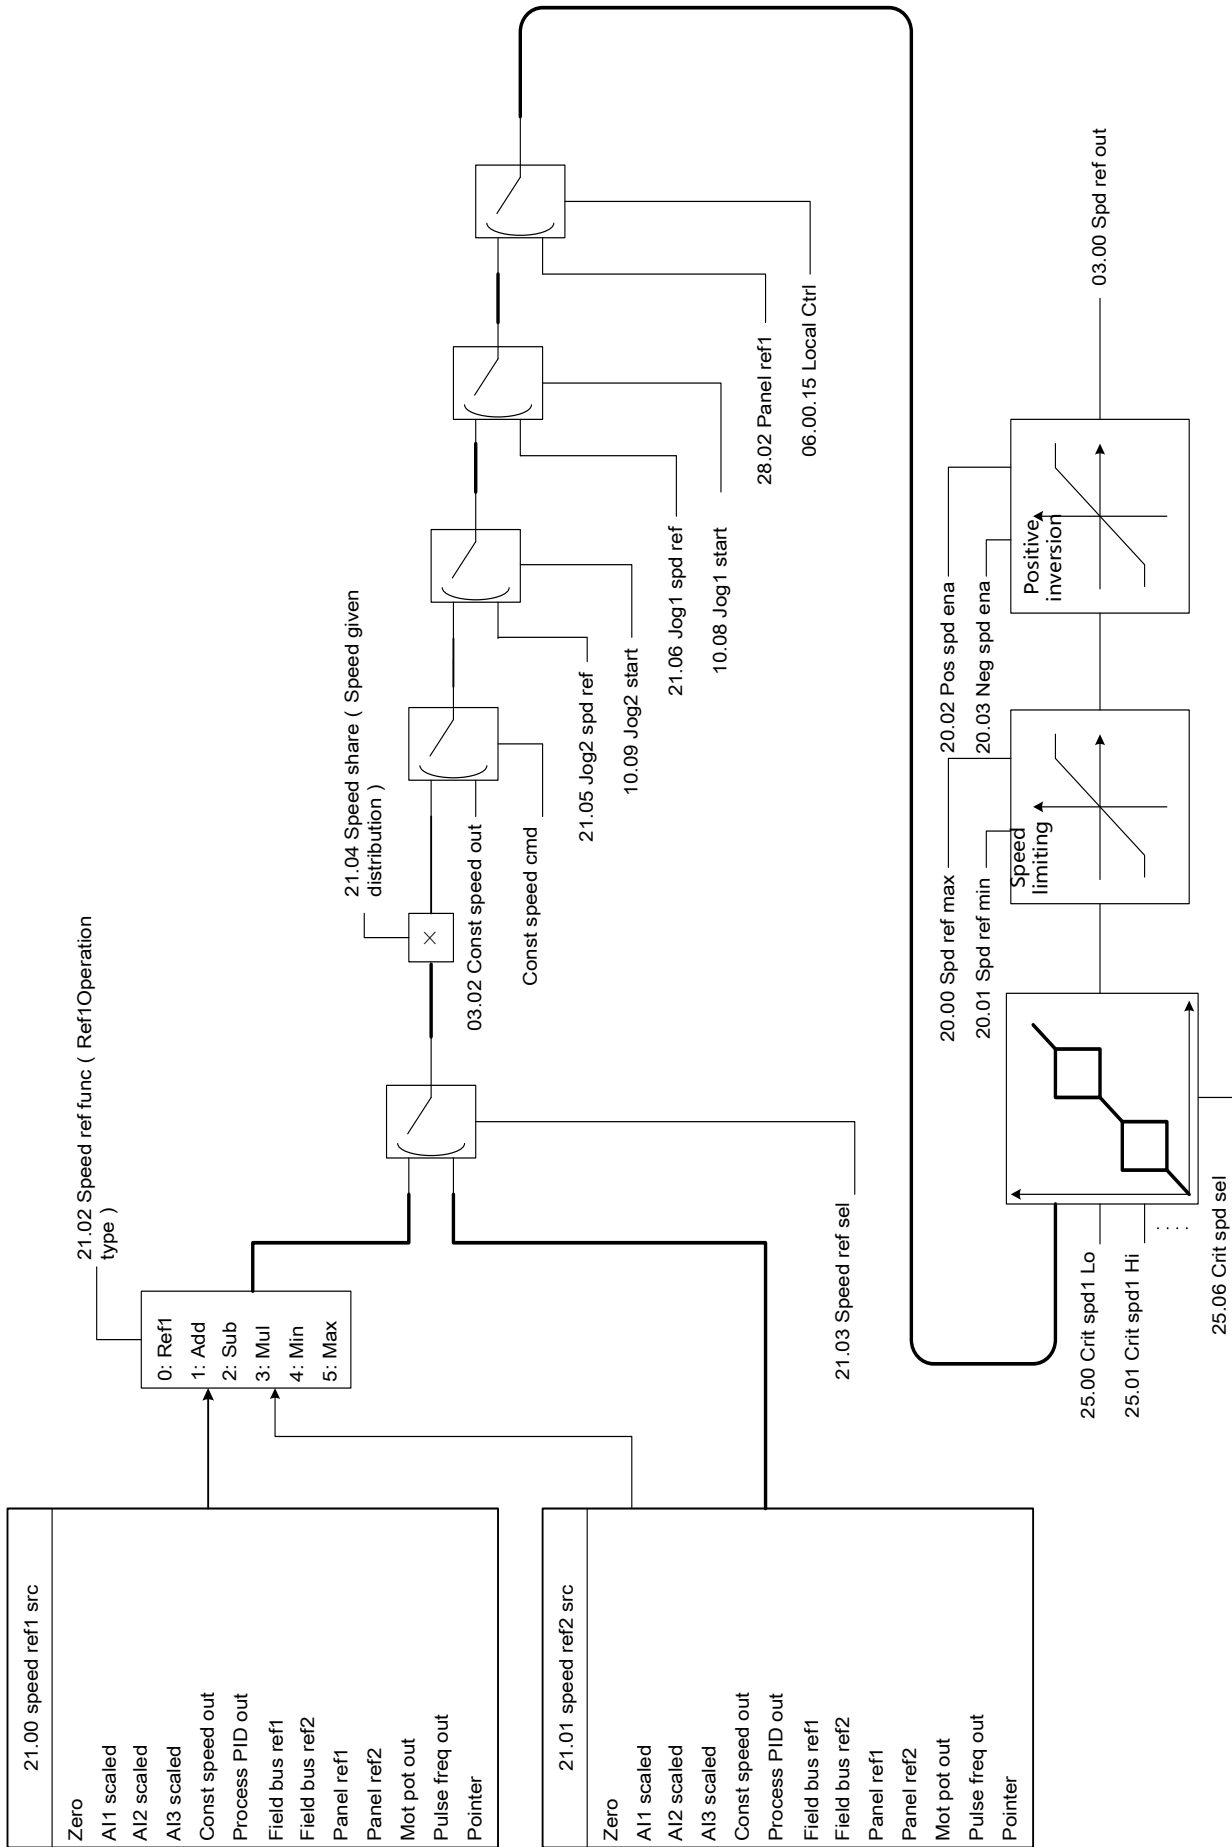 21.00 speed ref1 src
Zero
AI1 scaled
AI2 scaled
AI3 scaled
Const speed out
Process PID out
Field bus ref1
Field bus ref2
Panel ref1
Panel ref2
Mot pot out
Pulse freq out
Pointer
21.01 speed ref2 src
Zero
AI1 scaled
AI2 scaled
AI3 scaled
Const speed out
Process PID out
Field bus ref1
Field bus ref2
Panel ref1
Panel ref2
Mot pot out
Pulse freq out
Pointer
21.02 Speed ref func ( Ref1Operation
type )
0: Ref1
1: Add
2: Sub
3: Mul
4: Min
5: Max
21.03 Speed ref sel
21.04 Speed share ( Speed given
distribution )
×
03.02 Const speed out
Const speed cmd
21.05 Jog2 spd ref
10.09 Jog2 start
21.06 Jog1 spd ref
10.08 Jog1 start
28.02 Panel ref1
06.00.15 Local Ctrl
25.00 Crit spd1 Lo
25.01 Crit spd1 Hi
....
25.06 Crit spd sel
20.00 Spd ref max
20.01 Spd ref min
Speed
limiting
20.02 Pos spd ena
20.03 Neg spd ena
Positive
inversion
03.00 Spd ref out